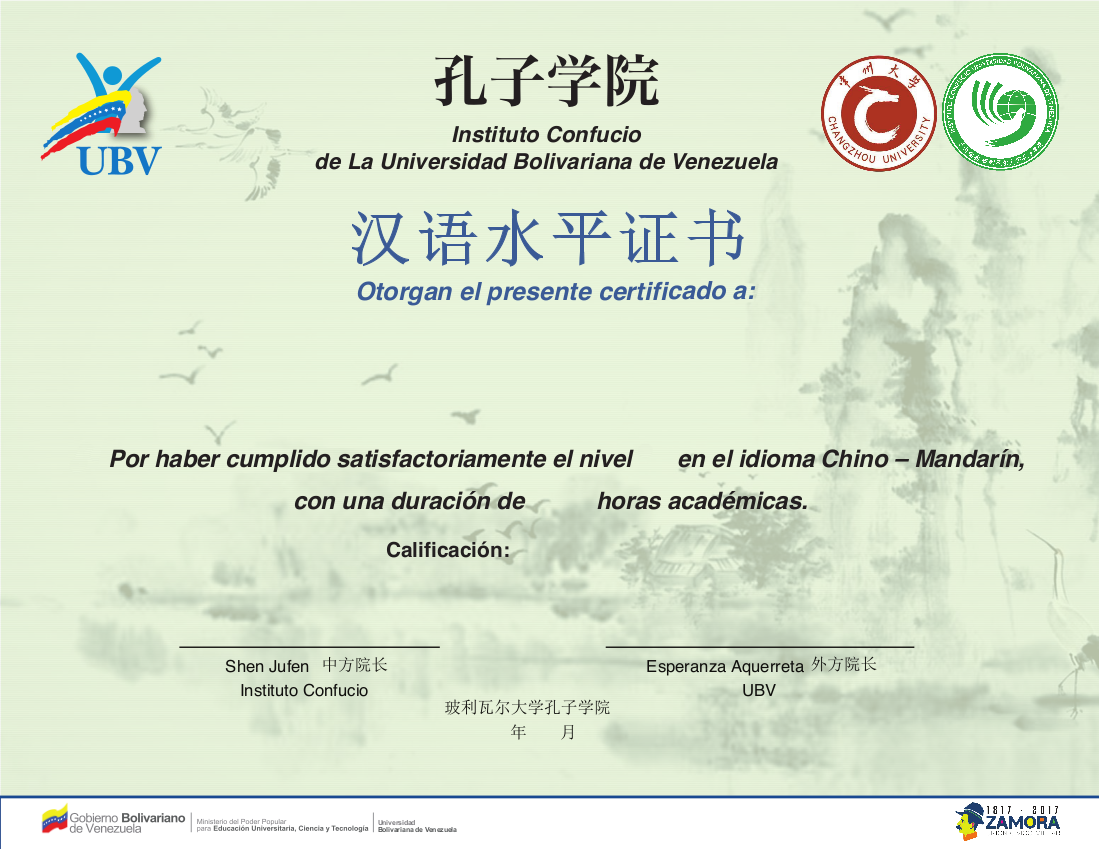 UBV
孔子学院
Instituto Confucio
de La Universidad Bolivariana de Venezuela
常州大学
CHANGZHOU UNIVERSITY
汉语水平证书
Otorgan el presente certificado a:
Por haber cumplido satisfactoriamente el nivel en el idioma Chino – Mandarín,
con una duración de horas académicas.
Calificación:
Shen Jufen 中方院长
Instituto Confucio
Esperanza Aquerreta 外方院长
UBV
玻利瓦尔大学孔子学院
年 月
Gobierno Bolivariano
de Venezuela
Ministerio del Poder Popular
para Educación Universitaria, Ciencia y Tecnología
Universidad
Bolivariana de Venezuela
1817 - 2017
ZAMORA